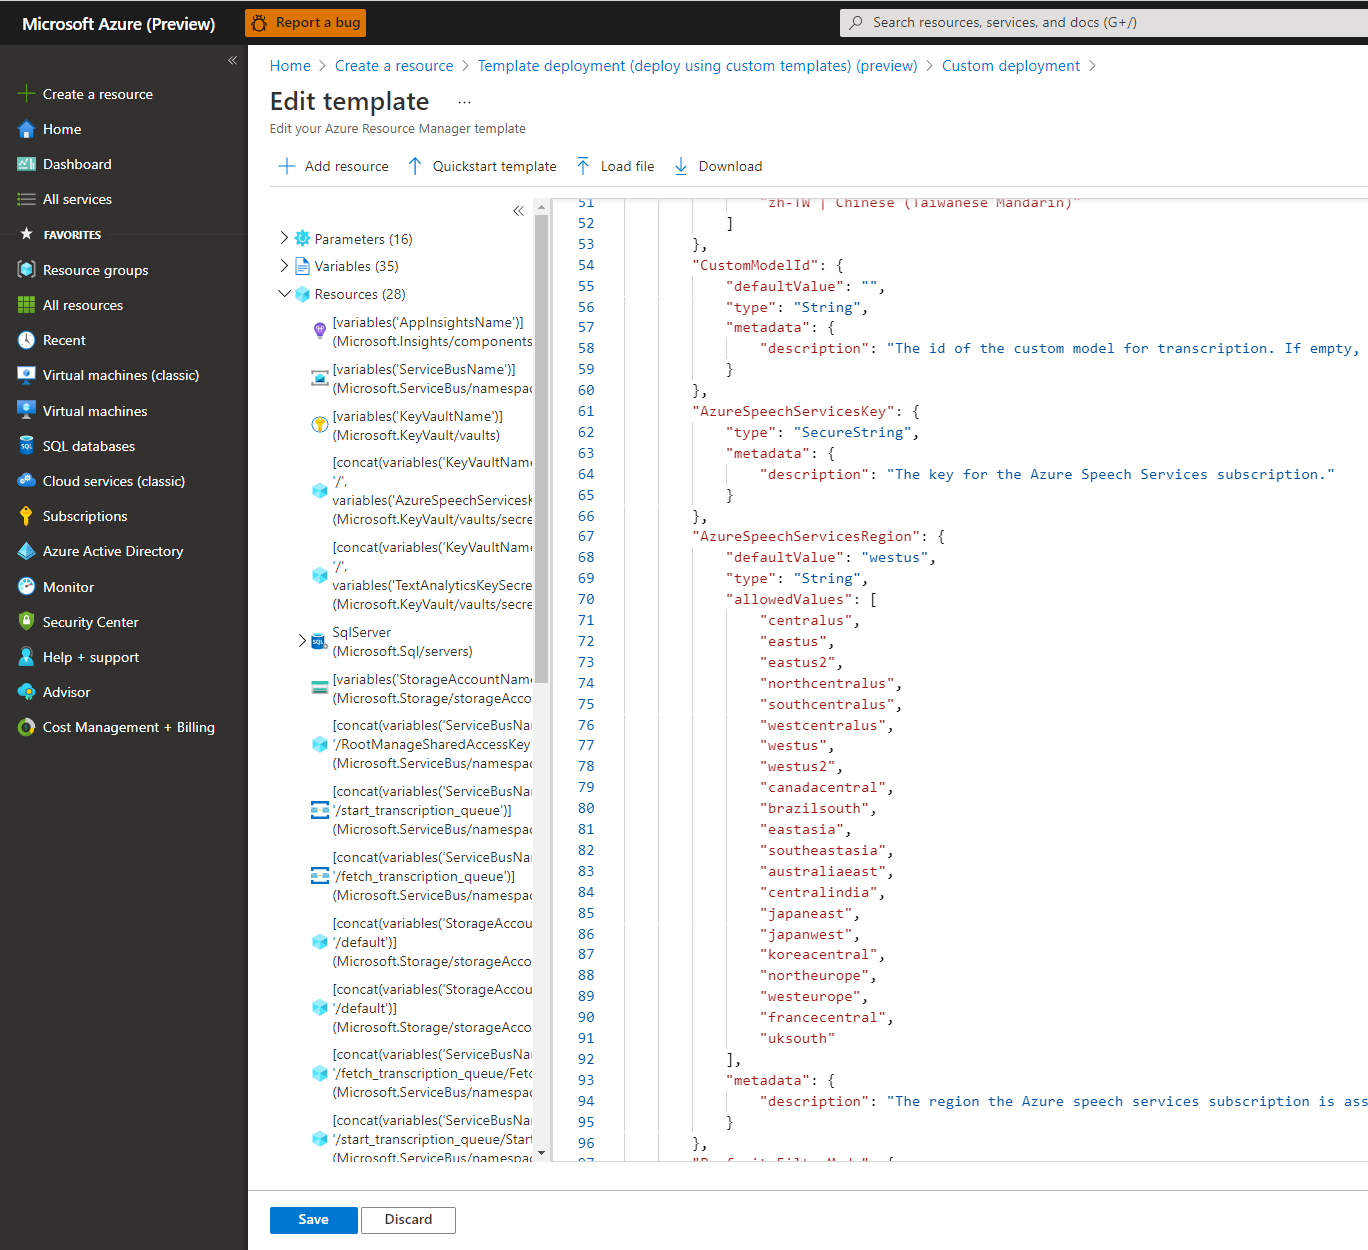 Microsoft Azure (Preview)
Report a bug
Search resources, services, and docs (G+/)
«
Create a resource
Home
Dashboard
All services
FAVORITES
Resource groups
All resources
Recent
Virtual machines (classic)
Virtual machines
SQL databases
Cloud services (classic)
Subscriptions
Azure Active Directory
Monitor
Security Center
Help + support
Advisor
Cost Management + Billing
Home > Create a resource > Template deployment (deploy using custom templates) (preview) > Custom deployment >
Edit template ...
Edit your Azure Resource Manager template
Add resource
Quickstart template
Load file
Download
«
Parameters (16)
Variables (35)
Resources (28)
[variables('AppInsightsName')]
(Microsoft.Insights/components
[variables('ServiceBusName')]
(Microsoft.ServiceBus/namespac
[variables('KeyVaultName')]
(Microsoft.KeyVault/vaults)
[concat(variables('KeyVaultName
'/',
variables('AzureSpeechServicesK
(Microsoft.KeyVault/vaults/secre
[concat(variables('KeyVaultName
'/',
variables('TextAnalyticsKeySecre
(Microsoft.KeyVault/vaults/secre
SqlServer
(Microsoft.Sql/servers)
[variables('StorageAccountName
(Microsoft.Storage/storageAcco
[concat(variables('ServiceBusNa
'/RootManageSharedAccessKey
(Microsoft.ServiceBus/namespac
[concat(variables('ServiceBusNa
'/start_transcription_queue')]
(Microsoft.ServiceBus/namespac
[concat(variables('ServiceBusNa
'/fetch_transcription_queue')]
(Microsoft.ServiceBus/namespac
[concat(variables('StorageAccou
'/default')]
(Microsoft.Storage/storageAcco
[concat(variables('StorageAccou
'/default')]
(Microsoft.Storage/storageAcco
[concat(variables('ServiceBusNa
'/fetch_transcription_queue/Fetc
(Microsoft.ServiceBus/namespac
[concat(variables('ServiceBusNa
'/start_transcription_queue/Start
(Microsoft.ServiceBus/namespac
51 "zh-TW | Chinese (Taiwanese Mandarin)"
52 ]
53 },
54 "CustomModelId": {
55 "defaultValue": "",
56 "type": "String",
57 "metadata": {
58 "description": "The id of the custom model for transcription. If empty,
59 }
60 },
61 "AzureSpeechServicesKey": {
62 "type": "SecureString",
63 "metadata": {
64 "description": "The key for the Azure Speech Services subscription."
65 }
66 },
67 "AzureSpeechServicesRegion": {
68 "defaultValue": "westus",
69 "type": "String",
70 "allowedValues": [
71 "centralus",
72 "eastus",
73 "eastus2",
74 "northcentralus",
75 "southcentralus",
76 "westcentralus",
77 "westus",
78 "westus2",
79 "canadacentral",
80 "brazilsouth",
81 "eastasia",
82 "southeastasia",
83 "australiaeast",
84 "centralindia",
85 "japaneast",
86 "japanwest",
87 "koreacentral",
88 "northeurope",
89 "westeurope",
90 "francecentral",
91 "uksouth"
92 ],
93 "metadata": {
94 "description": "The region the Azure speech services subscription is ass
95 }
96 },
Save
Discard